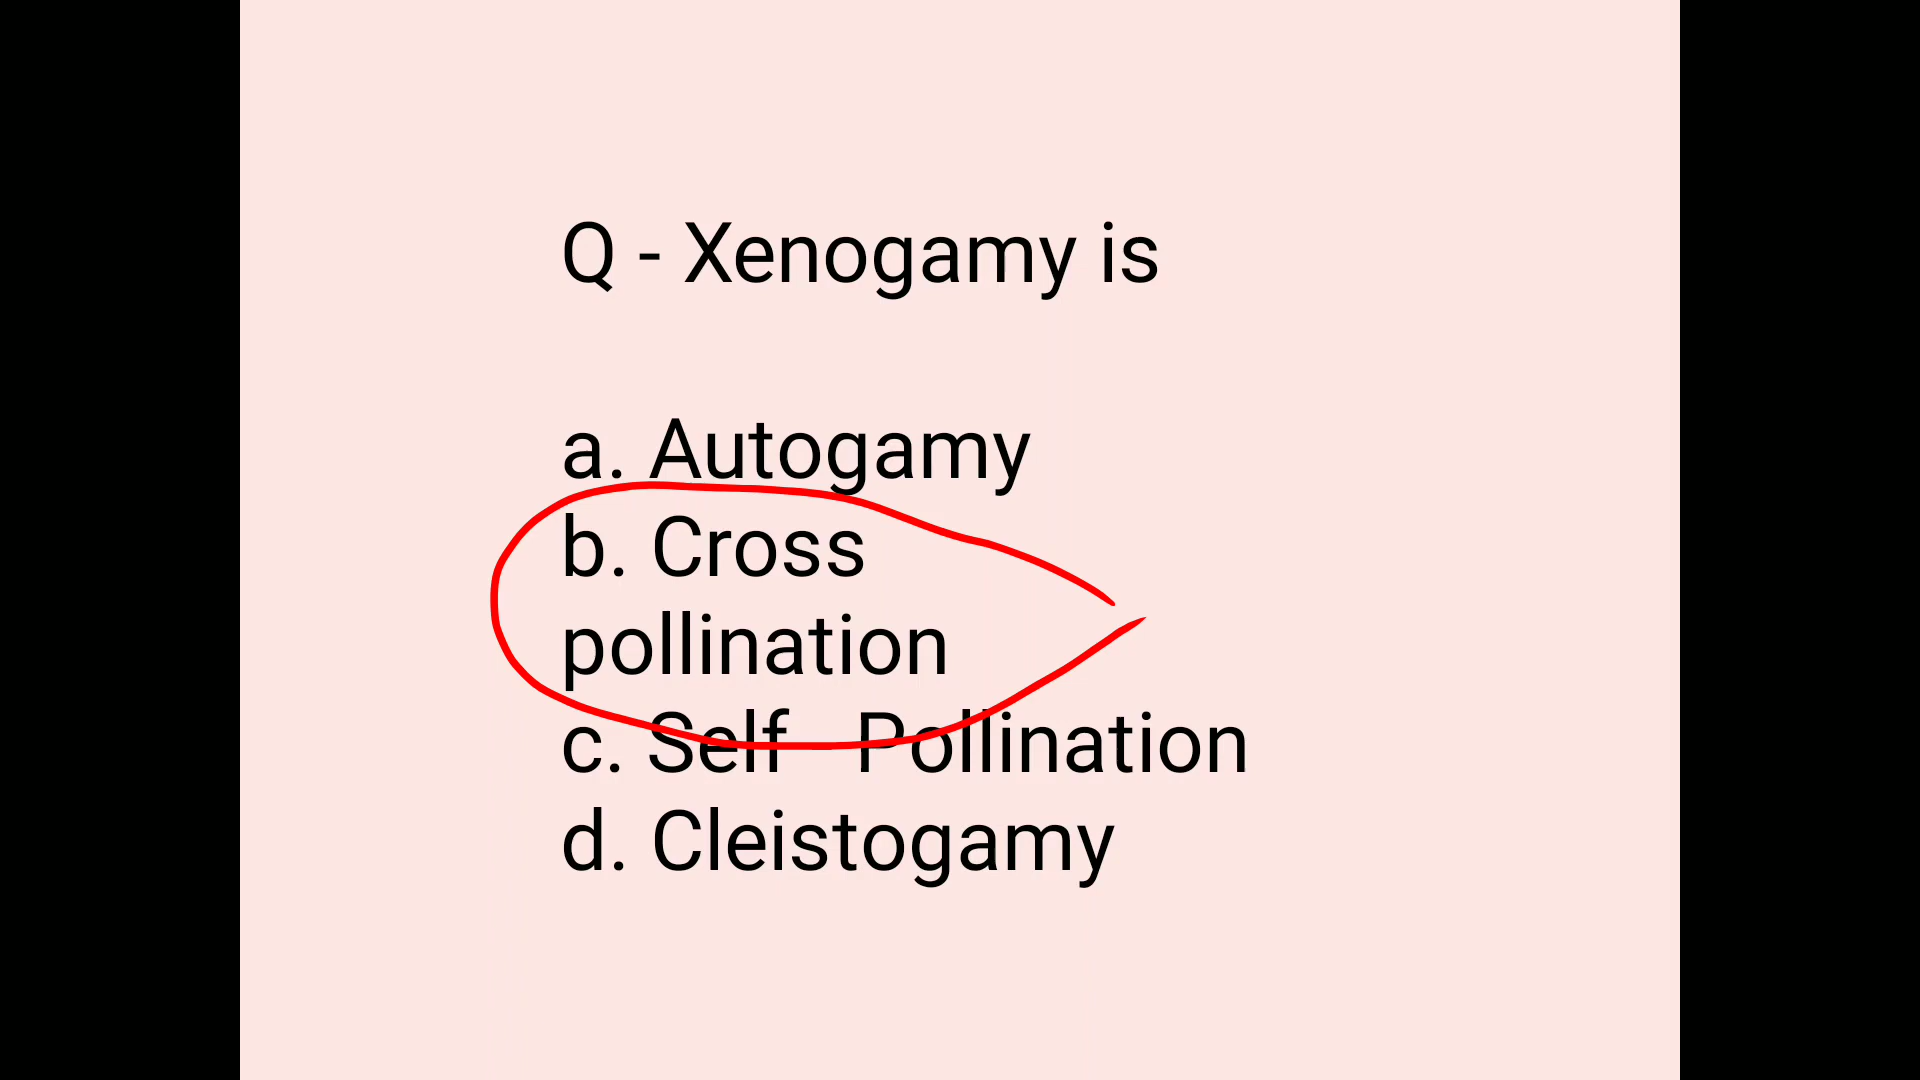 Q - Xenogamy is
a. Autogamy
b. Cross
pollination
c. Self   Pollination
d. Cleistogamy